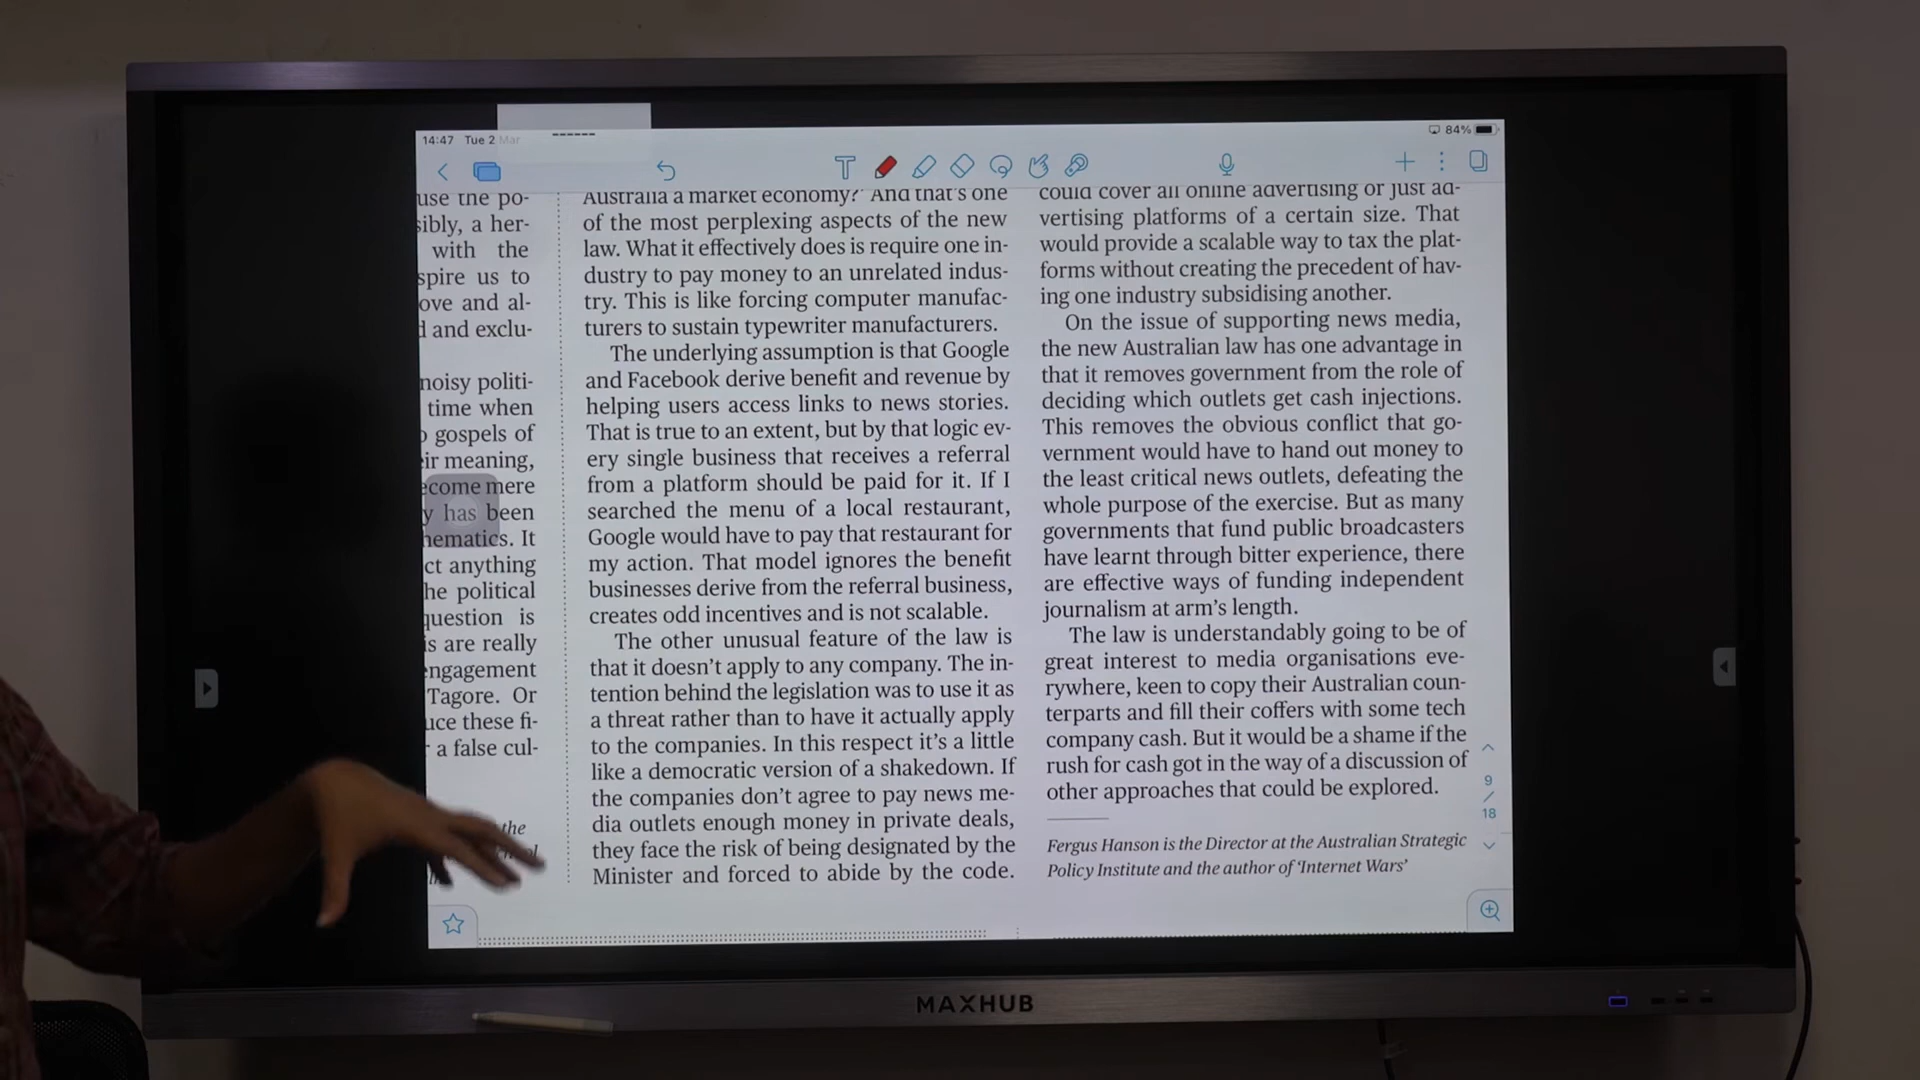 14:47 Tue 2 Mar
84%
use the po-
sibly, a her-
with the
spire us to
ove and al-
d and exclu-
noisy politi-
time when
o gospels of
eir meaning,
ecome mere
y has been
hematics. It
ct anything
he political
question is
s are really
engagement
Tagore. Or
uce these fi-
a false cul-
the
Australia a market economy?' And that's one
of the most perplexing aspects of the new
law. What it effectively does is require one in-
dustry to pay money to an unrelated indus-
try. This is like forcing computer manufac-
turers to sustain typewriter manufacturers.
The underlying assumption is that Google
and Facebook derive benefit and revenue by
helping users access links to news stories.
That is true to an extent, but by that logic ev-
ery single business that receives a referral
from a platform should be paid for it. If I
searched the menu of a local restaurant,
Google would have to pay that restaurant for
my action. That model ignores the benefit
businesses derive from the referral business,
creates odd incentives and is not scalable.
The other unusual feature of the law is
that it doesn't apply to any company. The in-
tention behind the legislation was to use it as
a threat rather than to have it actually apply
to the companies. In this respect it's a little
like a democratic version of a shakedown. If
the companies don't agree to pay news me-
dia outlets enough money in private deals,
they face the risk of being designated by the
Minister and forced to abide by the code.
could cover all online advertising or just ad-
vertising platforms of a certain size. That
would provide a scalable way to tax the plat-
forms without creating the precedent of hav-
ing one industry subsidising another.
On the issue of supporting news media,
the new Australian law has one advantage in
that it removes government from the role of
deciding which outlets get cash injections.
This removes the obvious conflict that go-
vernment would have to hand out money to
the least critical news outlets, defeating the
whole purpose of the exercise. But as many
governments that fund public broadcasters
have learnt through bitter experience, there
are effective ways of funding independent
journalism at arm's length.
The law is understandably going to be of
great interest to media organisations eve-
rywhere, keen to copy their Australian coun-
terparts and fill their coffers with some tech
company cash. But it would be a shame if the
rush for cash got in the way of a discussion of
other approaches that could be explored.
Fergus Hanson is the Director at the Australian Strategic
Policy Institute and the author of 'Internet Wars'
9
/
18
MAXHUB